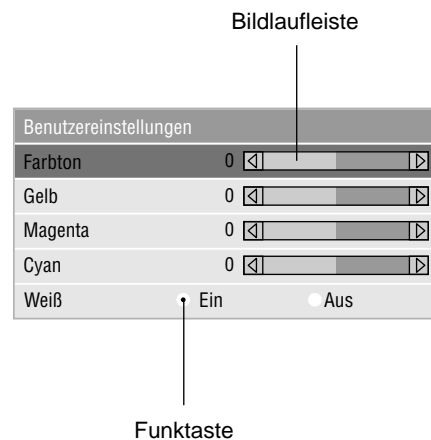 Bildlaufleiste
Benutzereinstellungen
Farbton 0
Gelb 0
Magenta 0
Cyan 0
Weiß Ein Aus
Funktaste